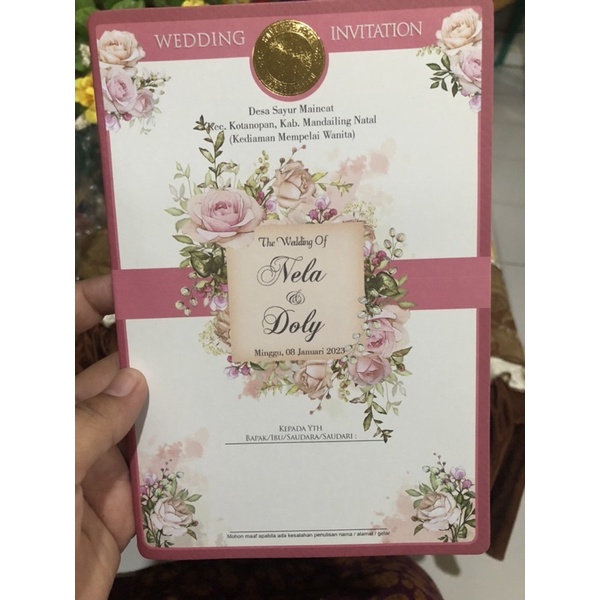 WEDDING INVITATION
Desa Sayur Maincat
Kec. Kotanopan, Kab. Mandailing Natal
(Kediaman Mempelai Wanita)
The Wedding Of
Nela
&
Doly
Minggu, 08 Januari 2023
KEPADA YTH
BAPAK/IBU/SAUDARA/SAUDARI :
Mohon maaf apabila ada kesalahan penulisan nama / alamat / gelar